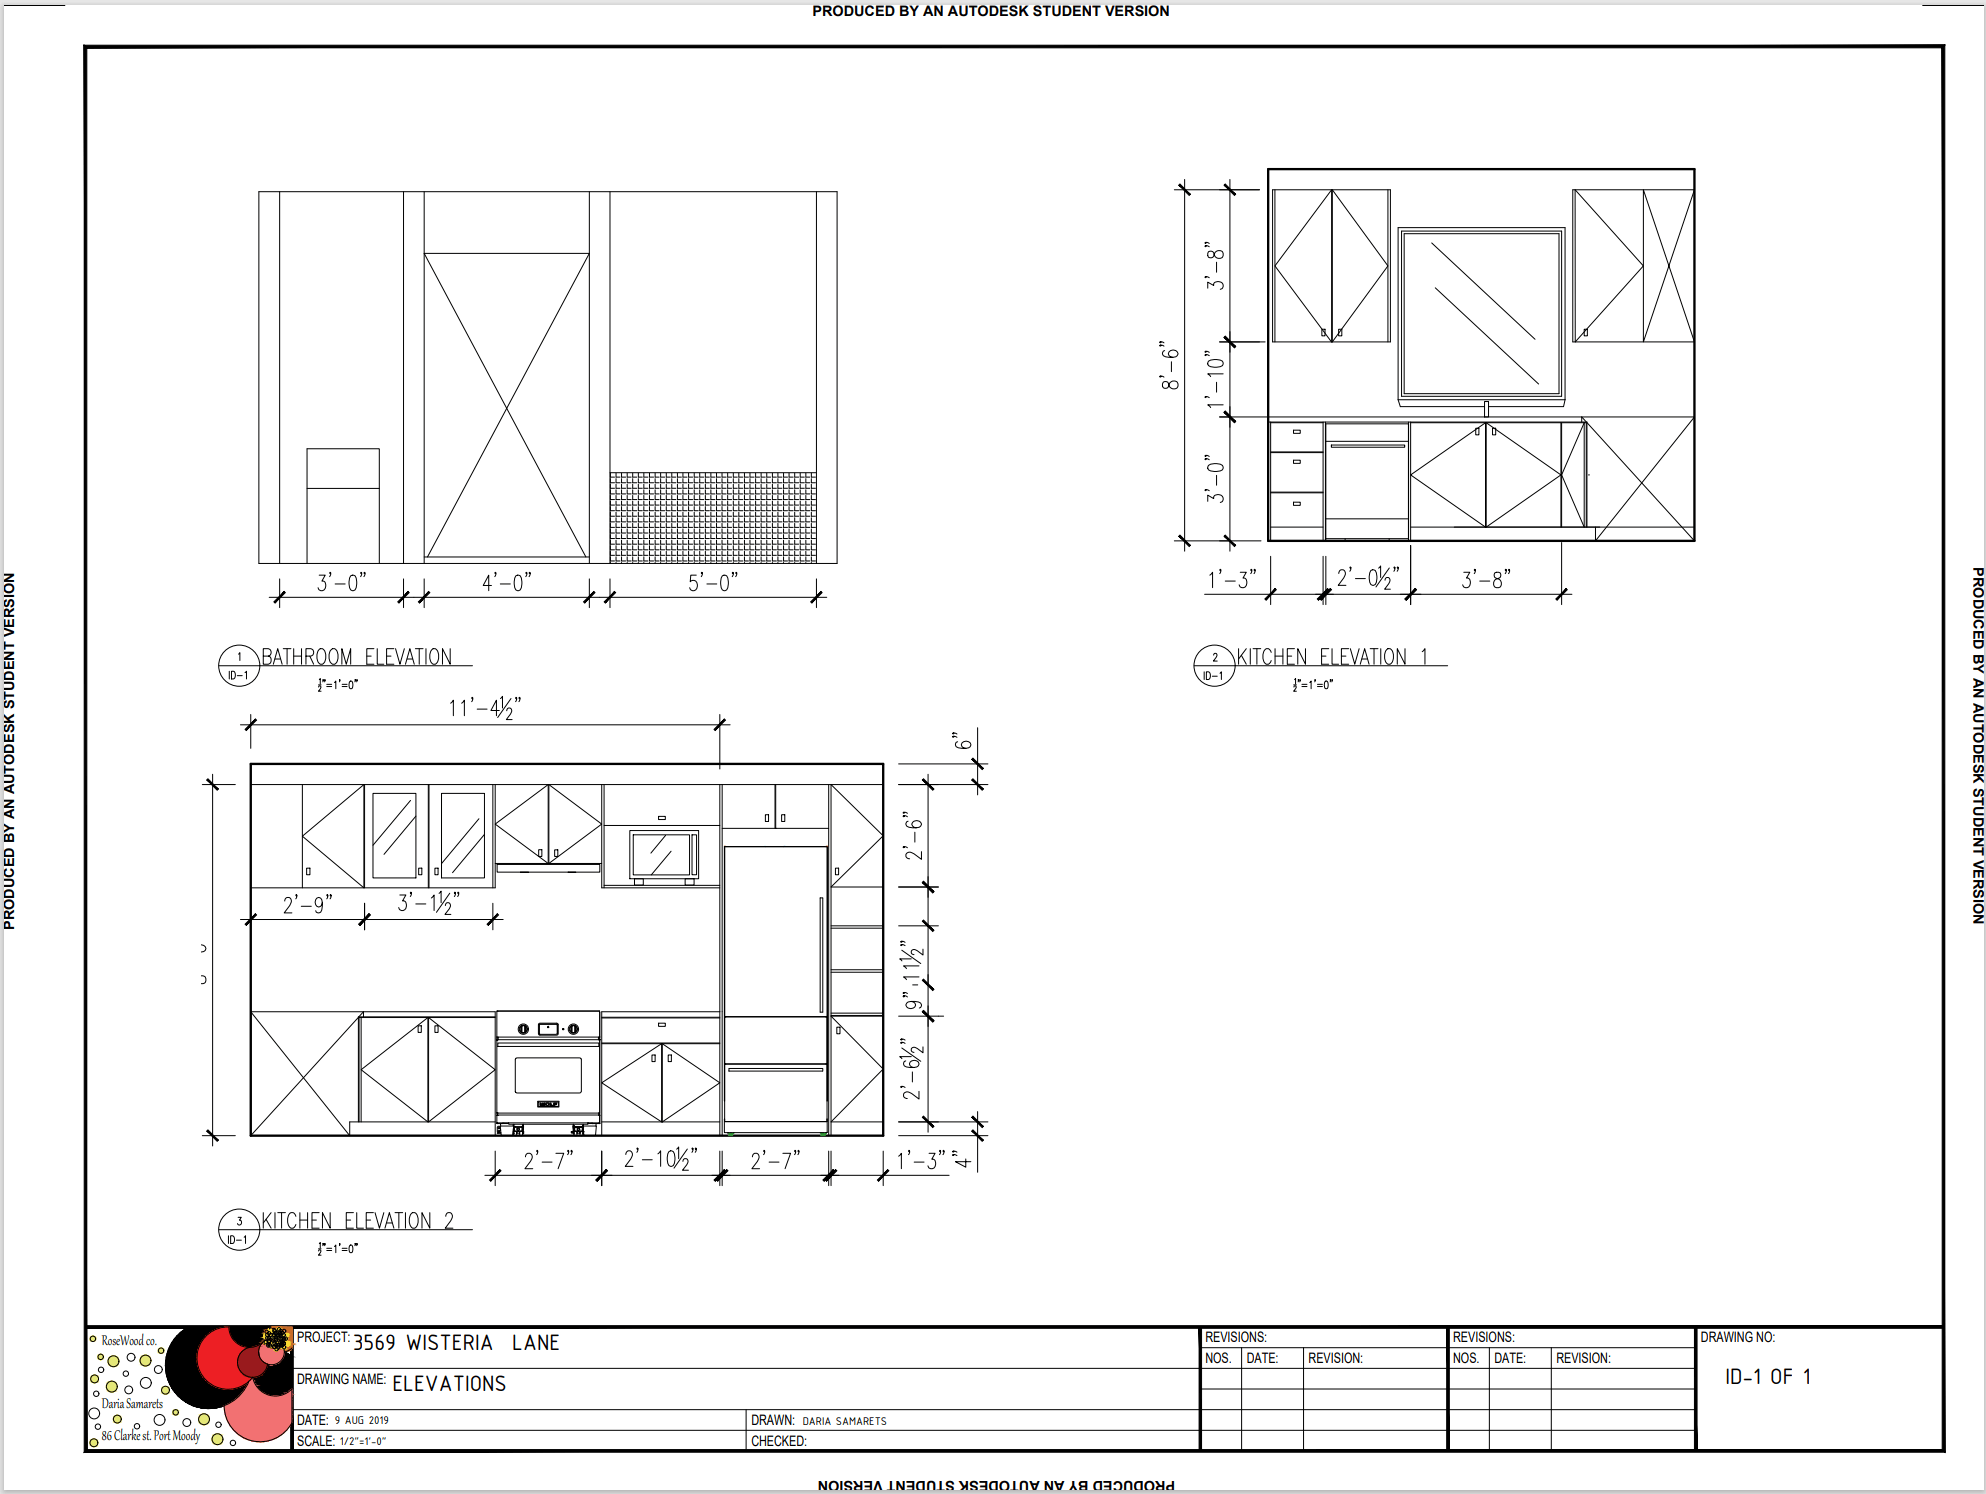 PRODUCED BY AN AUTODESK STUDENT VERSION
PRODUCED BY AN AUTODESK STUDENT VERSION
PRODUCED BY AN AUTODESK STUDENT VERSION
3'-0"
4'-0"
5'-0"
1
ID-1
BATHROOM ELEVATION
½"=1'=0"
8'-6"
3'-8"
1'-10"
3'-0"
1'-3"
2'-0½"
3'-8"
2
ID-1
KITCHEN ELEVATION 1
½"=1'=0"
11'-4½"
6"
2'-6"
11½"
9"
2'-6½"
4"
2'-9"
3'-1½"
2'-7"
2'-10½"
2'-7"
1'-3"
3
ID-1
KITCHEN ELEVATION 2
½"=1'=0"
RoseWood co.
Daria Samarets
86 Clarke st. Port Moody
PROJECT: 3569 WISTERIA LANE
DRAWING NAME: ELEVATIONS
DATE: 9 AUG 2019
DRAWN: DARIA SAMARETS
SCALE: 1/2"=1'-0"
CHECKED:
REVISIONS:
NOS. DATE: REVISION:
REVISIONS:
NOS. DATE: REVISION:
DRAWING NO:
ID-1 OF 1
PRODUCED BY AN AUTODESK STUDENT VERSION